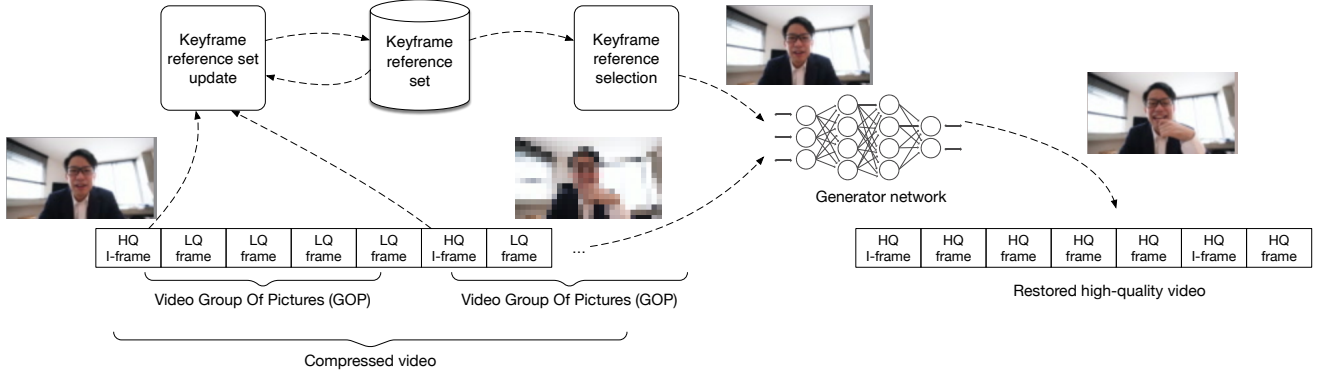 Keyframe
reference set
update
Keyframe
reference
set
Keyframe
reference
selection
Generator network
HQ
I-frame
LQ
frame
LQ
frame
LQ
frame
LQ
frame
HQ
I-frame
LQ
frame
...
Video Group Of Pictures (GOP)
Video Group Of Pictures (GOP)
Compressed video
HQ
I-frame
HQ
frame
HQ
frame
HQ
frame
HQ
frame
HQ
I-frame
HQ
frame
Restored high-quality video